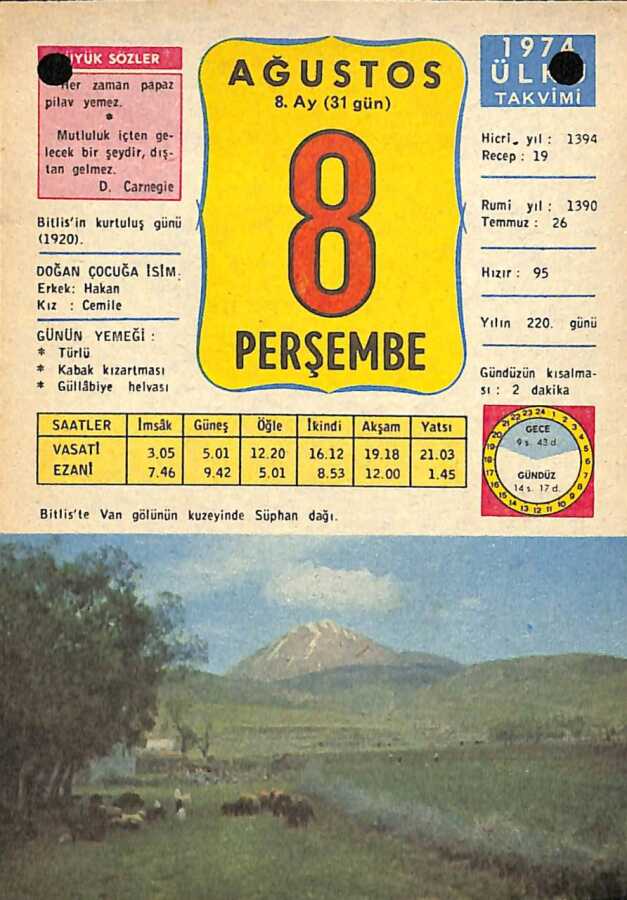 BÜYÜK SÖZLER
Her zaman papaz
pilav yemez.
*
Mutluluk içten ge-
lecek bir şeydir, dış-
tan gelmez.
D. Carnegie
Bitlis'in kurtuluş günü
(1920).
DOĞAN ÇOCUĞA İSİM:
Erkek: Hakan
Kız : Cemile
GÜNÜN YEMEĞİ :
* Türlü
* Kabak kızartması
* Güllâbiye helvası
AĞUSTOS
8. Ay (31 gün)
8
PERŞEMBE
1974
ÜLKÜ
TAKVİMİ
Hicri yıl : 1394
Recep : 19
Rumi yıl : 1390
Temmuz : 26
Hızır : 95
Yılın 220. günü
Gündüzün kısalma-
sı : 2 dakika
SAATLER İmsâk Güneş Öğle İkindi Akşam Yatsı
VASATİ 3.05 5.01 12.20 16.12 19.18 21.03
EZANİ 7.46 9.42 5.01 8.53 12.00 1.45
GECE
9 s. 43 d.
GÜNDÜZ
14 s. 17 d.
Bitlis'te Van gölünün kuzeyinde Süphan dağı.